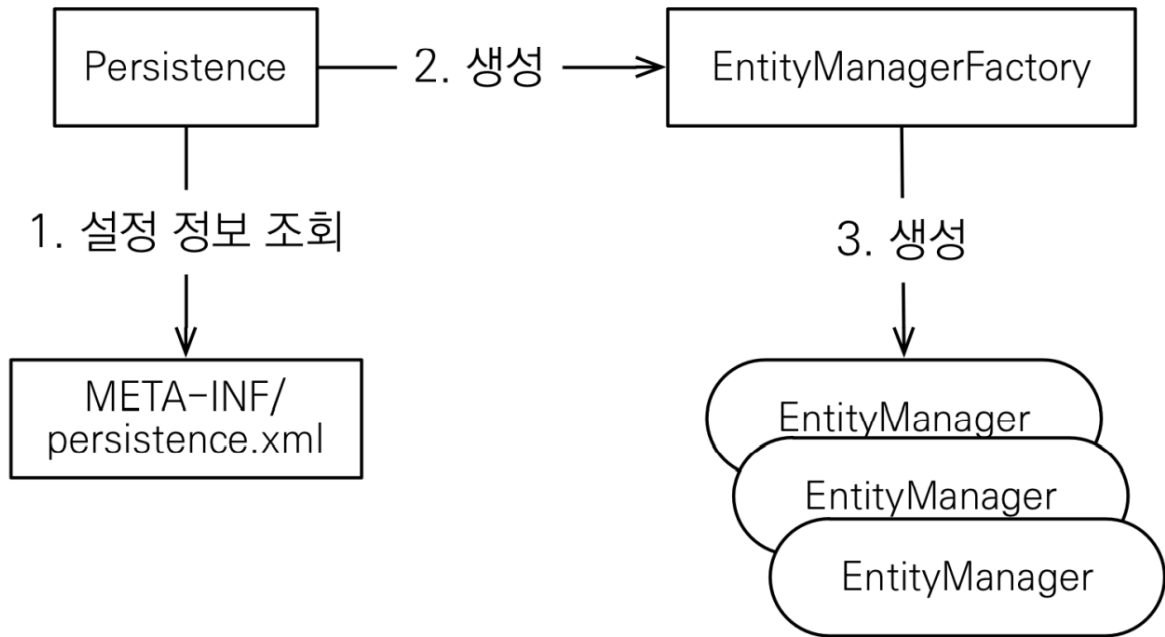 Persistence
2. 생성
EntityManagerFactory
1. 설정 정보 조회
3. 생성
META-INF/
persistence.xml
EntityManager
EntityManager
EntityManager